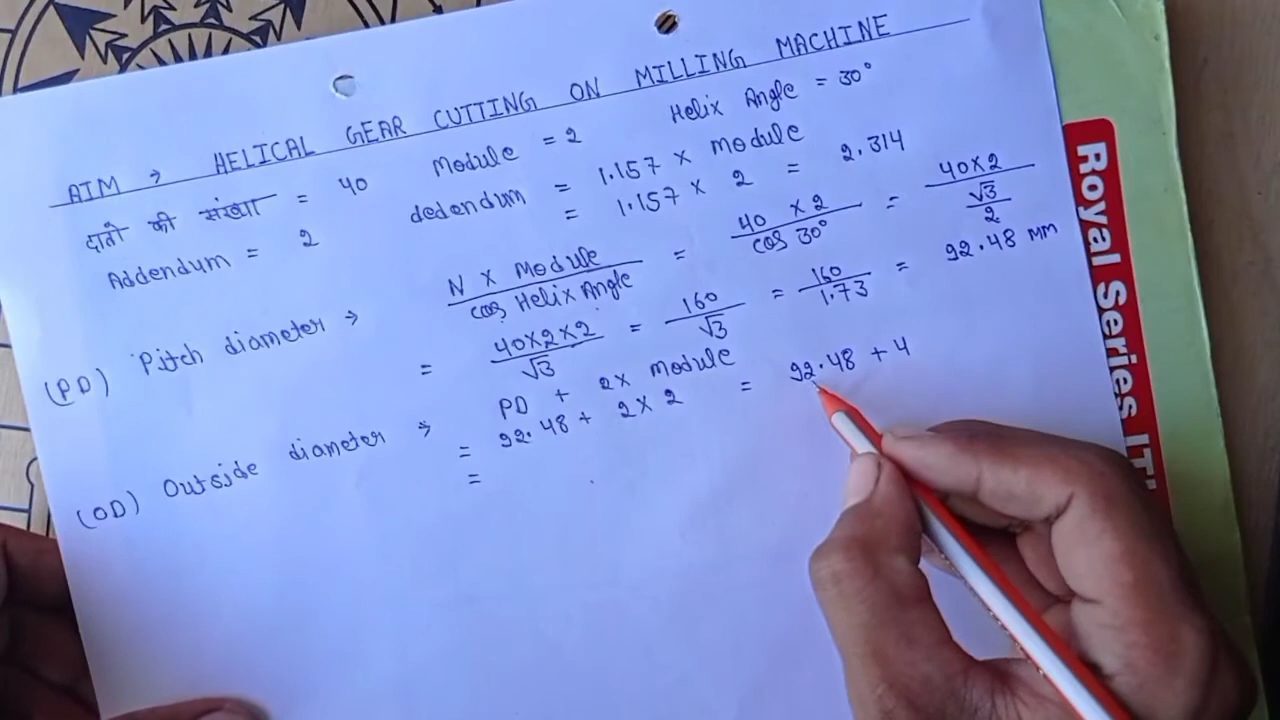 AIM → HELICAL GEAR CUTTING ON MILLING MACHINE
दातो की संख्या = 40 Module = 2 Helix Angle = 30°
Addendum = 2 dedendum = 1.157 × module
= 1.157 × 2 = 2.314
(PD) Pitch diameter → N × Module / cos Helix Angle = 40 × 2 / cos 30° = 40×2 / √3/2
= 40×2×2 / √3 = 160 / √3 = 160 / 1.73 = 92.48 mm
(OD) Outside diameter → PD + 2× module
= 92.48 + 2×2 = 92.48 + 4
=
Royal Series IT